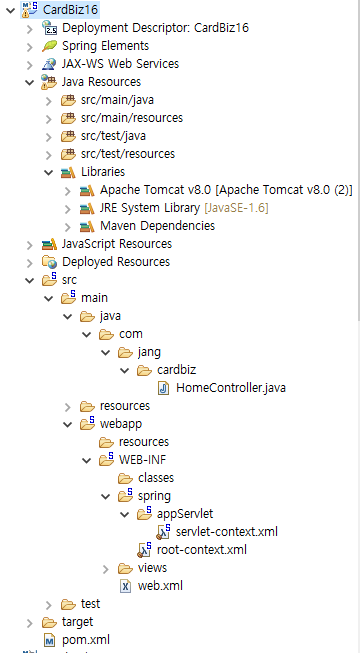 CardBiz16
Deployment Descriptor: CardBiz16
Spring Elements
JAX-WS Web Services
Java Resources
src/main/java
src/main/resources
src/test/java
src/test/resources
Libraries
Apache Tomcat v8.0 [Apache Tomcat v8.0 (2)]
JRE System Library [JavaSE-1.6]
Maven Dependencies
JavaScript Resources
Deployed Resources
src
main
java
com
jang
cardbiz
HomeController.java
resources
webapp
resources
WEB-INF
classes
spring
appServlet
servlet-context.xml
root-context.xml
views
web.xml
test
target
pom.xml